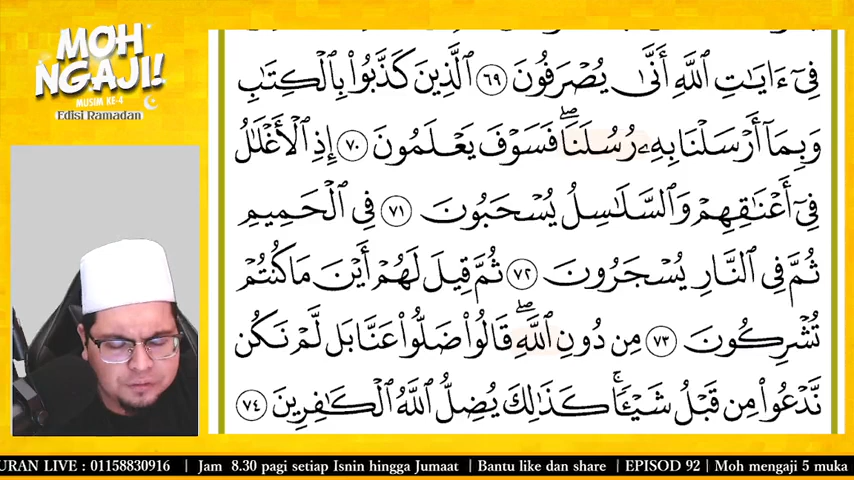 MOH
NGAJI!
MUSIM KE-4
Edisi Ramadan
فِىٓ ءَايَٰتِ ٱللَّهِ أَنَّىٰ يُصْرَفُونَ ٦٩ ٱلَّذِينَ كَذَّبُوا۟ بِٱلْكِتَٰبِ
وَبِمَآ أَرْسَلْنَا بِهِۦ رُسُلَنَاۖ فَسَوْفَ يَعْلَمُونَ ٧٠ إِذِ ٱلْأَغْلَٰلُ
فِىٓ أَعْنَٰقِهِمْ وَٱلسَّلَٰسِلُ يُسْحَبُونَ ٧١ فِى ٱلْحَمِيمِ
ثُمَّ فِى ٱلنَّارِ يُسْجَرُونَ ٧٢ ثُمَّ قِيلَ لَهُمْ أَيْنَ مَا كُنتُمْ
تُشْرِكُونَ ٧٣ مِن دُونِ ٱللَّهِۖ قَالُوا۟ ضَلُّوا۟ عَنَّا بَل لَّمْ نَكُن
نَّدْعُوا۟ مِن قَبْلُ شَيْـًٔاۚ كَذَٰلِكَ يُضِلُّ ٱللَّهُ ٱلْكَٰفِرِينَ ٧٤
URAN LIVE : 01158830916 | Jam 8.30 pagi setiap Isnin hingga Jumaat | Bantu like dan share | EPISOD 92 | Moh mengaji 5 muka